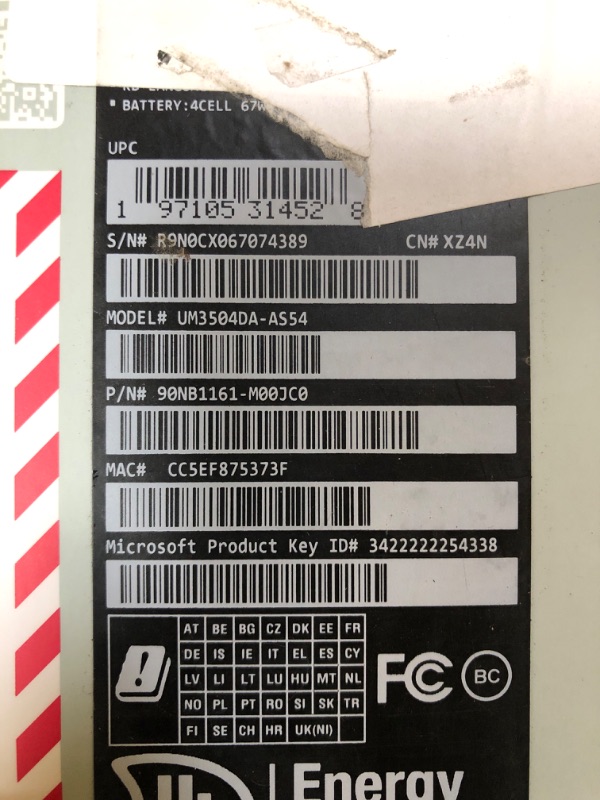 * BATTERY:4CELL 67W
UPC
1 97105 31452 8
S/N# R9N0CX067074389 CN# XZ4N
MODEL# UM3504DA-AS54
P/N# 90NB1161-M00JC0
MAC# CC5EF875373F
Microsoft Product Key ID# 3422222254338
AT BE BG CZ DK EE FR
DE IS IE IT EL ES CY
LV LI LT LU HU MT NL
NO PL PT RO SI SK TR
FI SE CH HR UK(NI)
FC BC
Energy